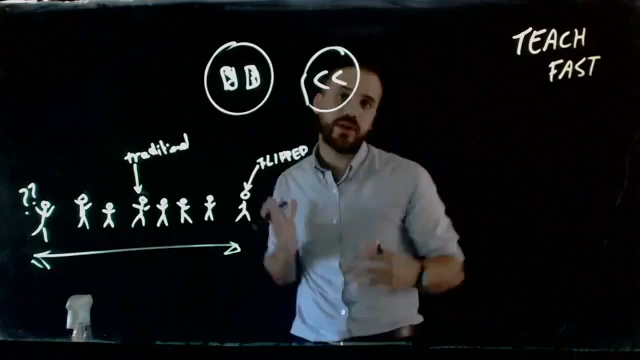 TEACH
FAST
<<
traditional
FLIPPED
??